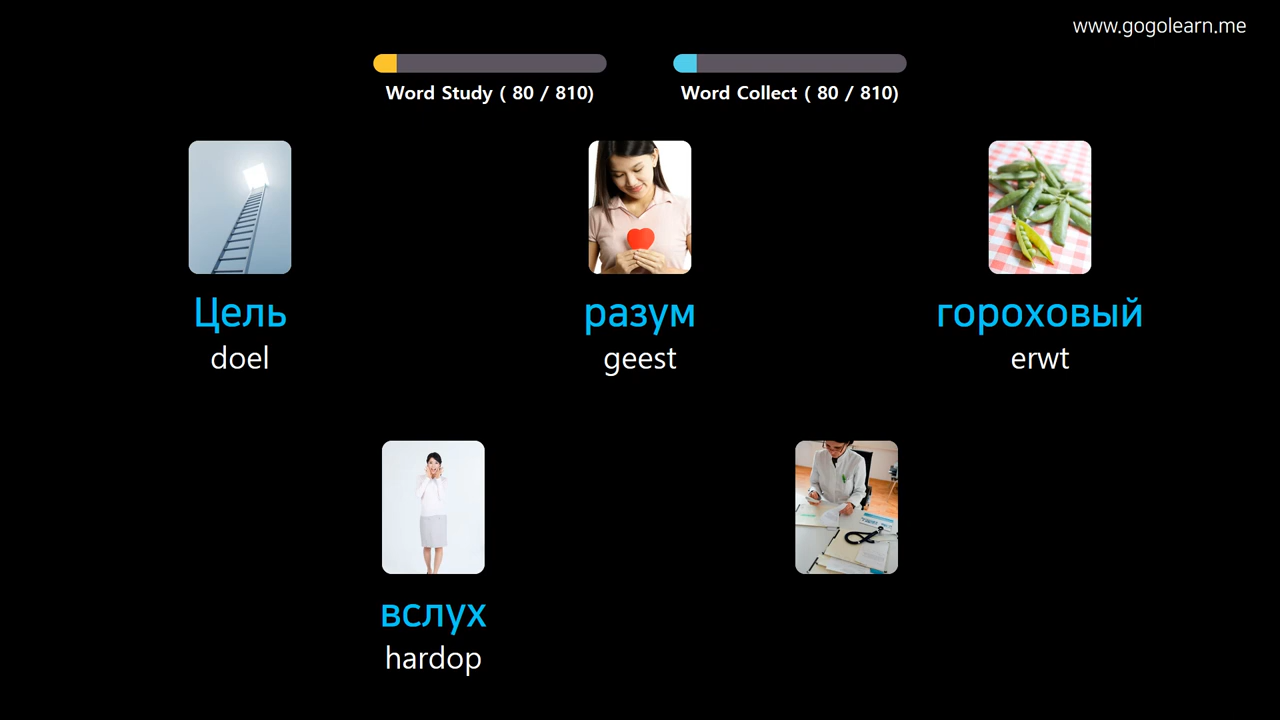 www.gogolearn.me
Word Study ( 80 / 810)
Word Collect ( 80 / 810)
Цель
doel
разум
geest
гороховый
erwt
вслух
hardop